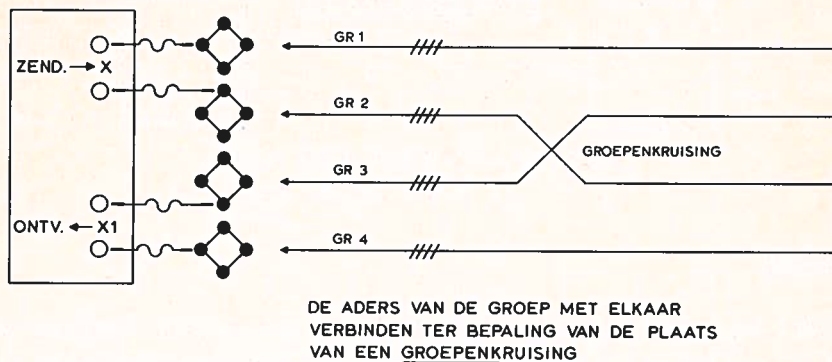 GR 1
ZEND. → X
GR 2
GROEPENKRUISING
GR 3
ONTV. ← X1
GR 4
DE ADERS VAN DE GROEP MET ELKAAR
VERBINDEN TER BEPALING VAN DE PLAATS
VAN EEN GROEPENKRUISING